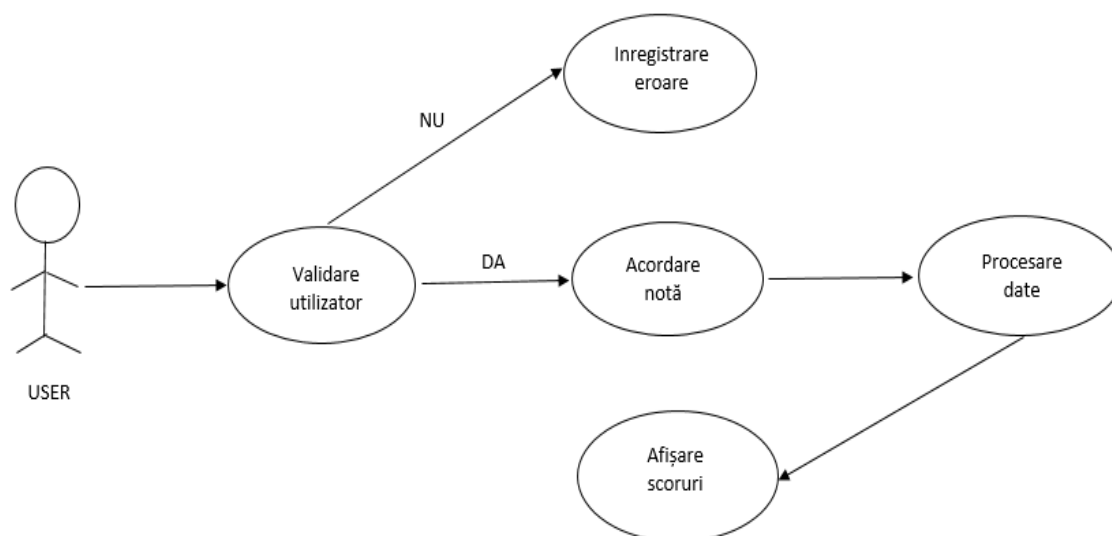 Inregistrare
eroare
NU
Validare
utilizator
DA
Acordare
notă
Procesare
date
USER
Afișare
scoruri